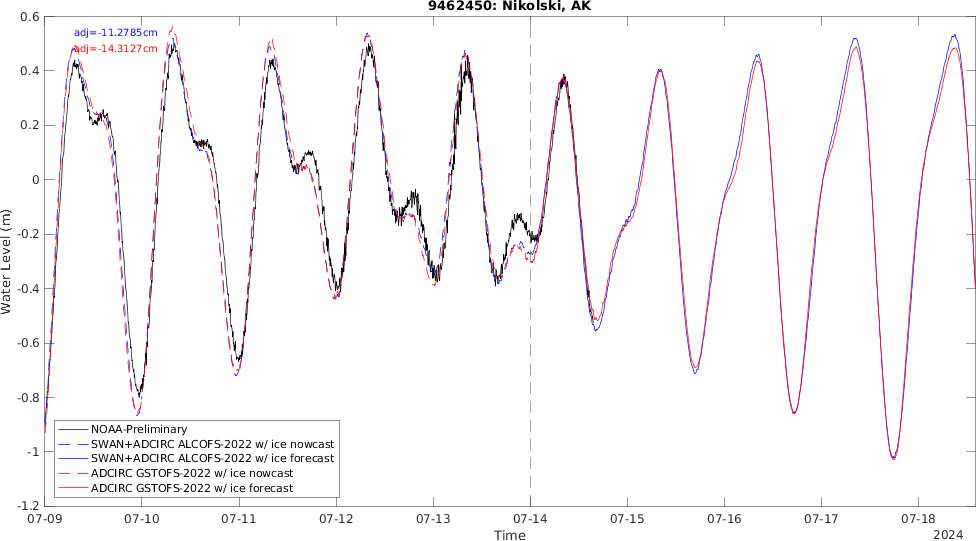 9462450: Nikolski, AK
adj=-11.2785cm
adj=-14.3127cm
Water Level (m)
0.6
0.4
0.2
0
-0.2
-0.4
-0.6
-0.8
-1
-1.2
NOAA-Preliminary
SWAN+ADCIRC ALCOFS-2022 w/ ice nowcast
SWAN+ADCIRC ALCOFS-2022 w/ ice forecast
ADCIRC GSTOFS-2022 w/ ice nowcast
ADCIRC GSTOFS-2022 w/ ice forecast
07-09 07-10 07-11 07-12 07-13 07-14 07-15 07-16 07-17 07-18
Time
2024